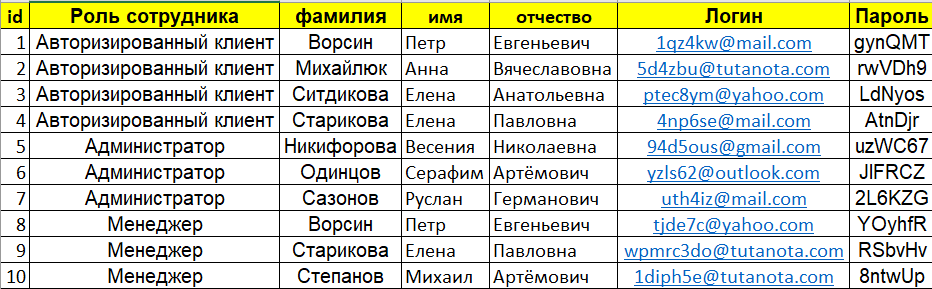 id Роль сотрудника фамилия имя отчество Логин Пароль
1 Авторизированный клиент Ворсин Петр Евгеньевич 1qz4kw@mail.com gynQMT
2 Авторизированный клиент Михайлюк Анна Вячеславовна 5d4zbu@tutanota.com rwVDh9
3 Авторизированный клиент Ситдикова Елена Анатольевна ptec8ym@yahoo.com LdNyos
4 Авторизированный клиент Старикова Елена Павловна 4np6se@mail.com AtnDjr
5 Администратор Никифорова Весения Николаевна 94d5ous@gmail.com uzWC67
6 Администратор Одинцов Серафим Артёмович yzls62@outlook.com JlFRCZ
7 Администратор Сазонов Руслан Германович uth4iz@mail.com 2L6KZG
8 Менеджер Ворсин Петр Евгеньевич tjde7c@yahoo.com YOyhfR
9 Менеджер Старикова Елена Павловна wpmrc3do@tutanota.com RSbvHv
10 Менеджер Степанов Михаил Артёмович 1diph5e@tutanota.com 8ntwUp